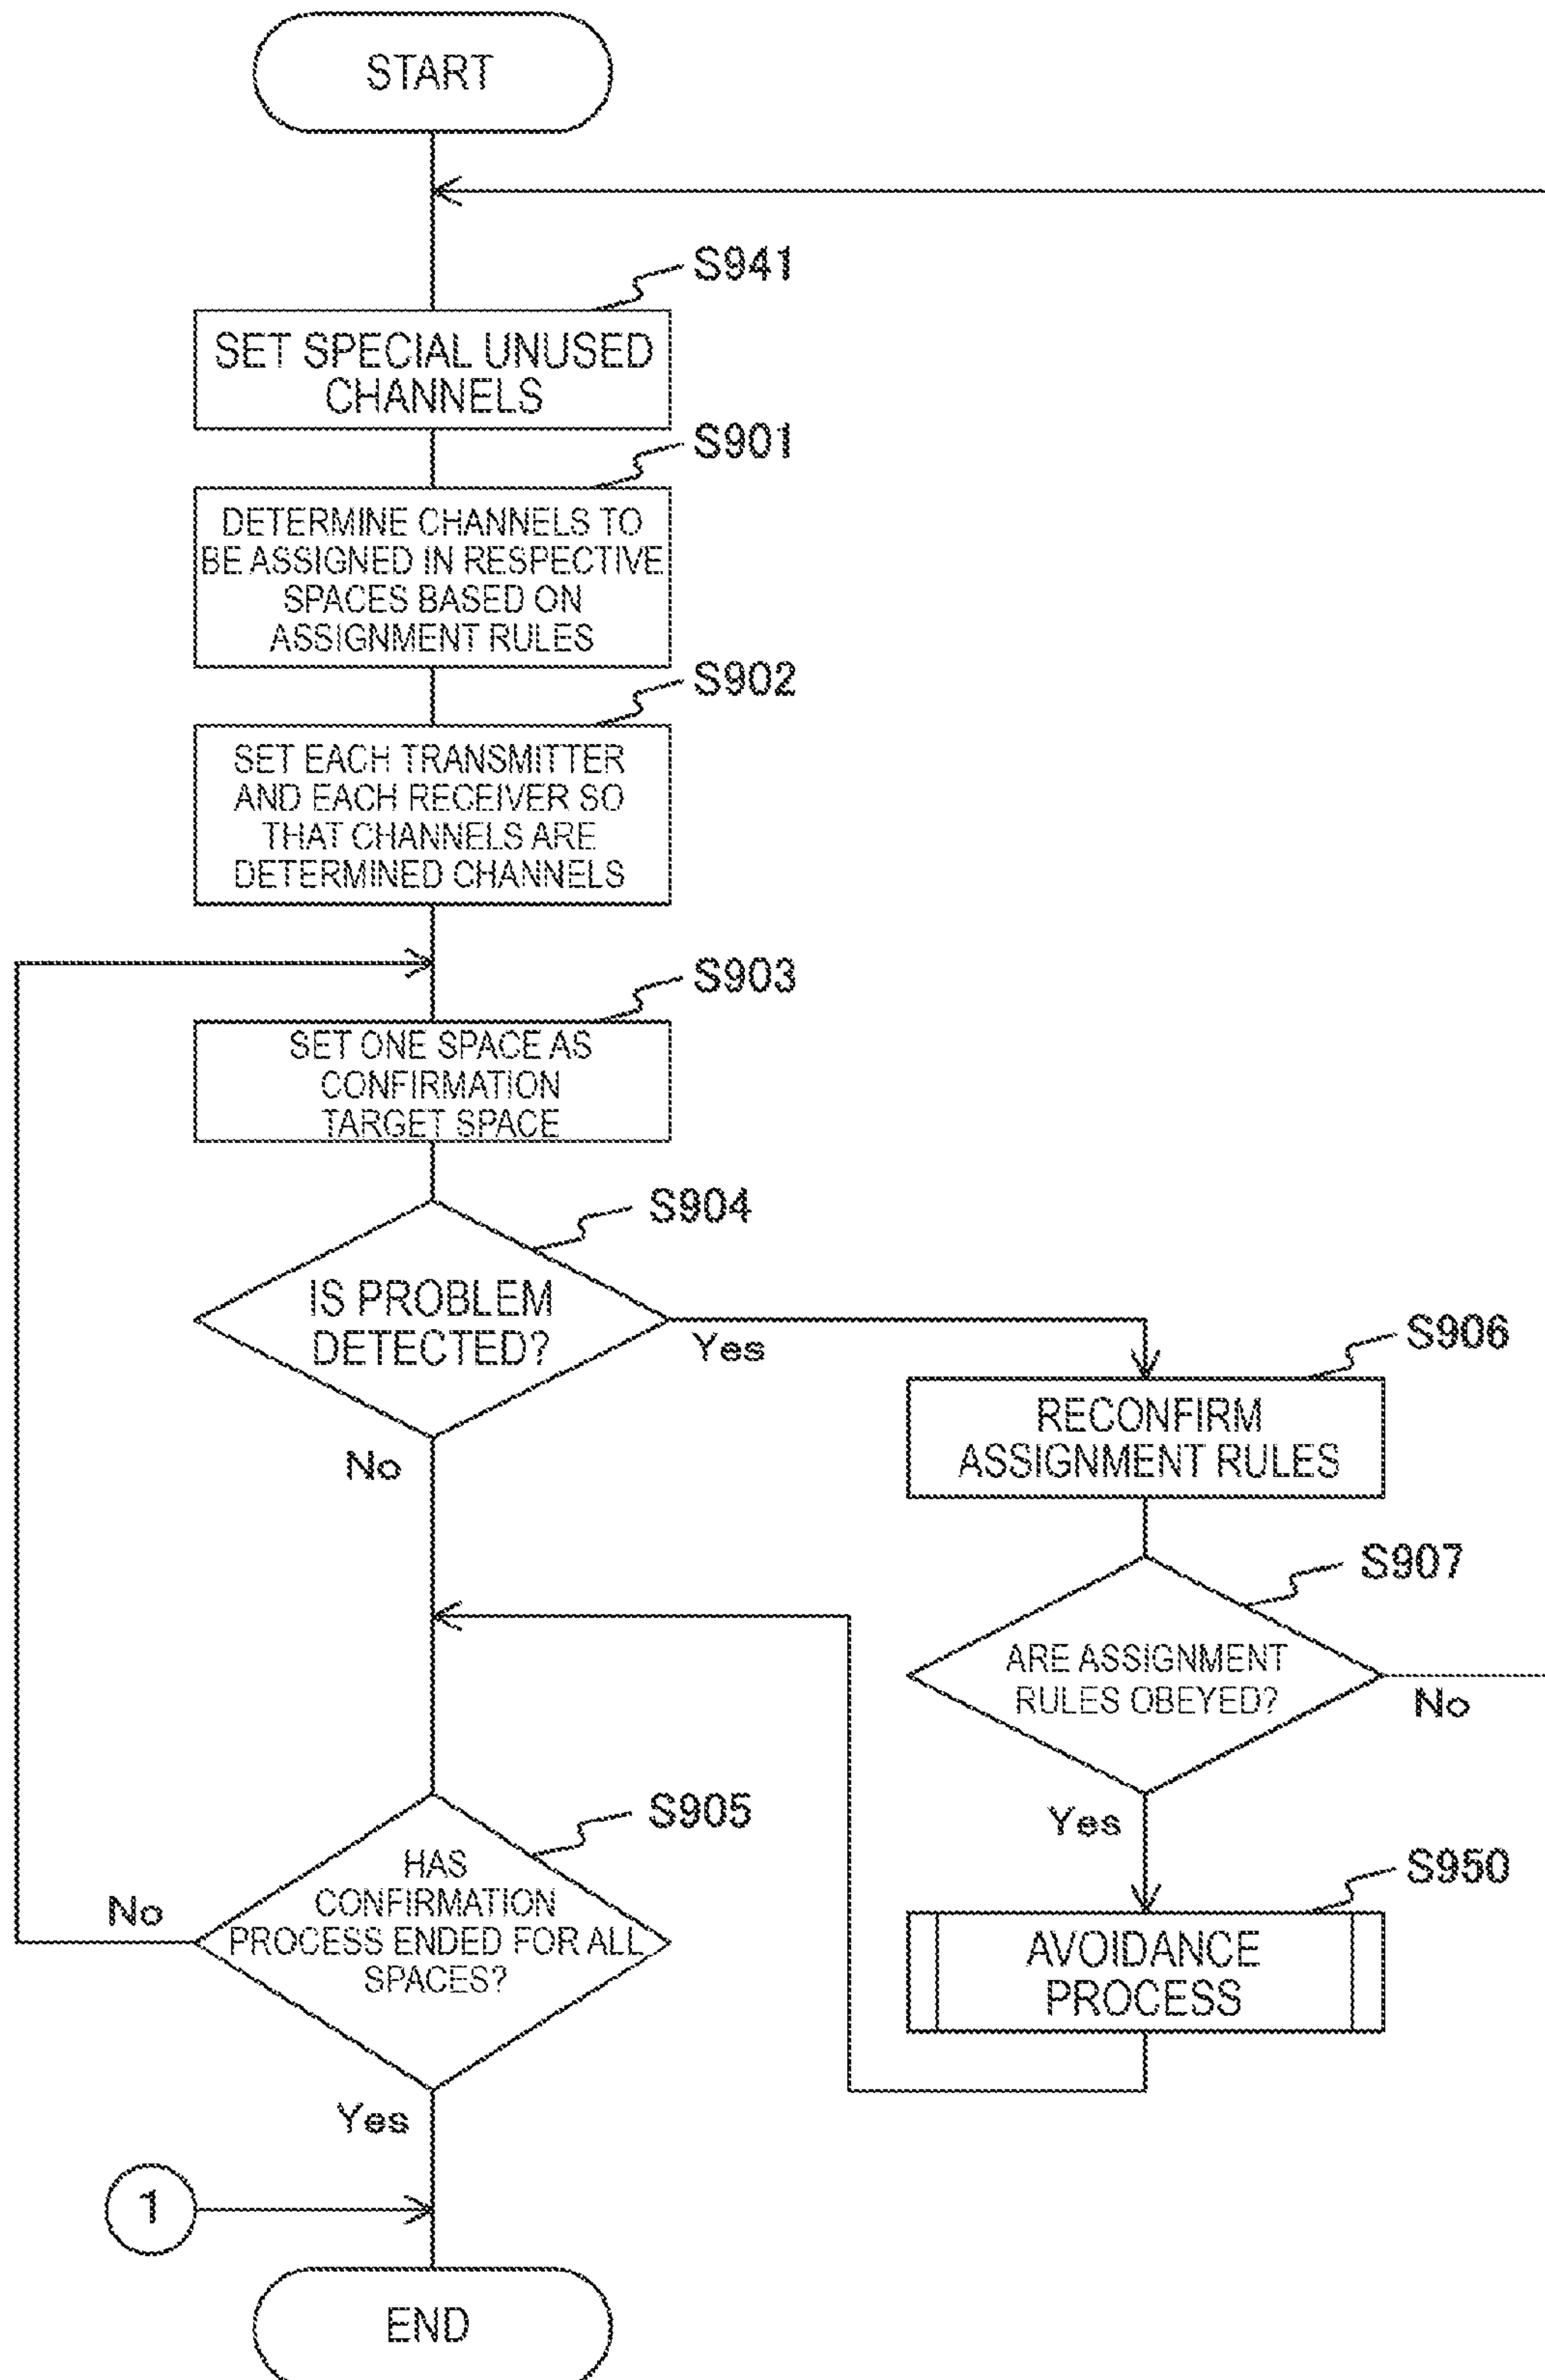 START
S941
SET SPECIAL UNUSED
CHANNELS
S901
DETERMINE CHANNELS TO
BE ASSIGNED IN RESPECTIVE
SPACES BASED ON
ASSIGNMENT RULES
S902
SET EACH TRANSMITTER
AND EACH RECEIVER SO
THAT CHANNELS ARE
DETERMINED CHANNELS
S903
SET ONE SPACE AS
CONFIRMATION
TARGET SPACE
S904
IS PROBLEM
DETECTED?
Yes
No
S906
RECONFIRM
ASSIGNMENT RULES
S907
ARE ASSIGNMENT
RULES OBEYED?
No
Yes
S950
AVOIDANCE
PROCESS
S905
HAS
CONFIRMATION
PROCESS ENDED FOR ALL
SPACES?
No
Yes
1
END